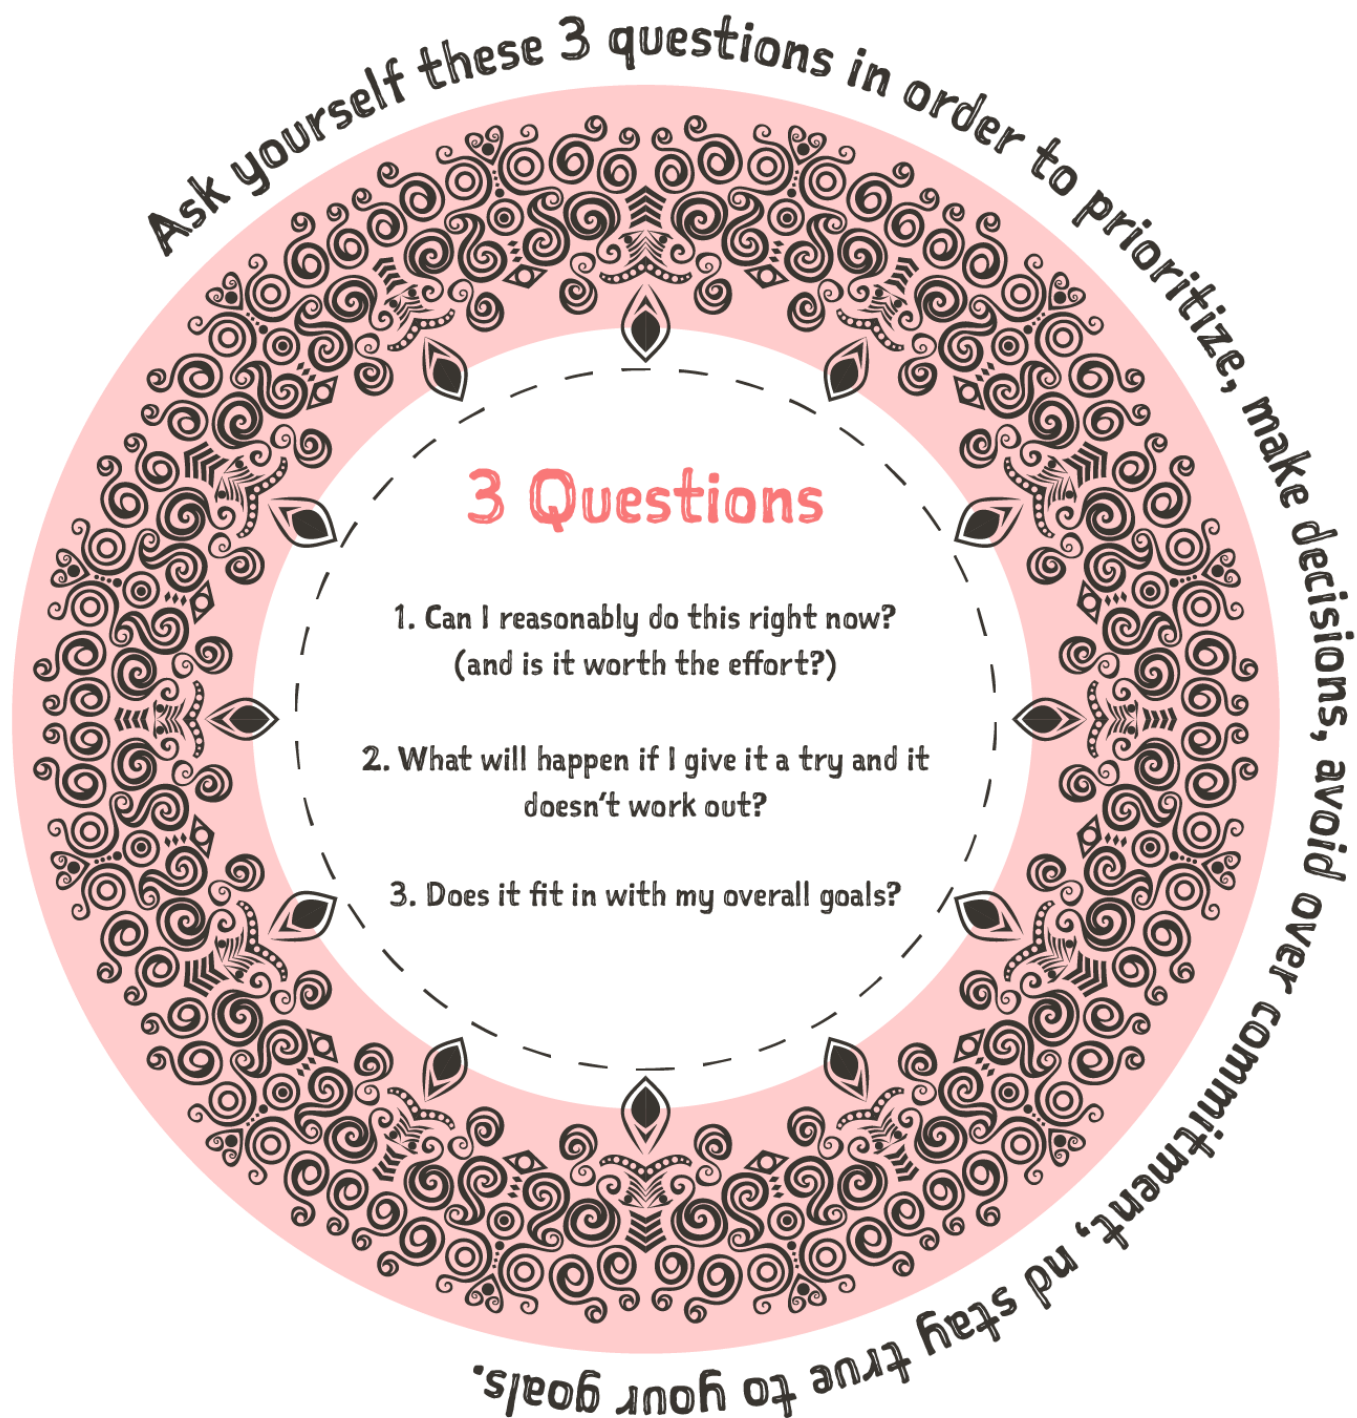 Ask yourself these 3 questions in order to prioritize, make decisions, avoid over commitment, nd stay true to your goals.
3 Questions
1. Can I reasonably do this right now?
(and is it worth the effort?)
2. What will happen if I give it a try and it
doesn't work out?
3. Does it fit in with my overall goals?